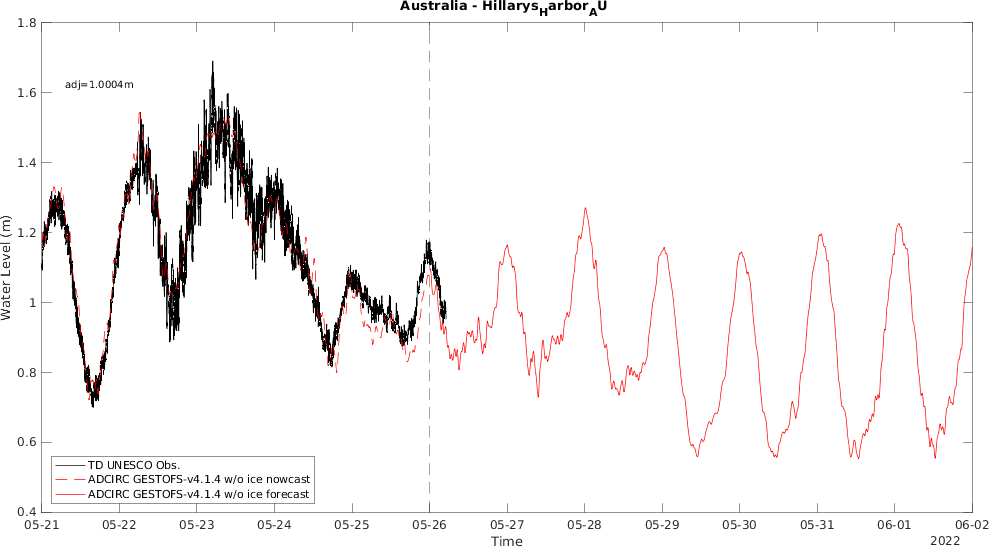 Australia - HillarysHarborAU
1.8
1.6
1.4
1.2
1
0.8
0.6
0.4
Water Level (m)
adj=1.0004m
TD UNESCO Obs.
ADCIRC GESTOFS-v4.1.4 w/o ice nowcast
ADCIRC GESTOFS-v4.1.4 w/o ice forecast
05-21 05-22 05-23 05-24 05-25 05-26 05-27 05-28 05-29 05-30 05-31 06-01 06-02
Time
2022